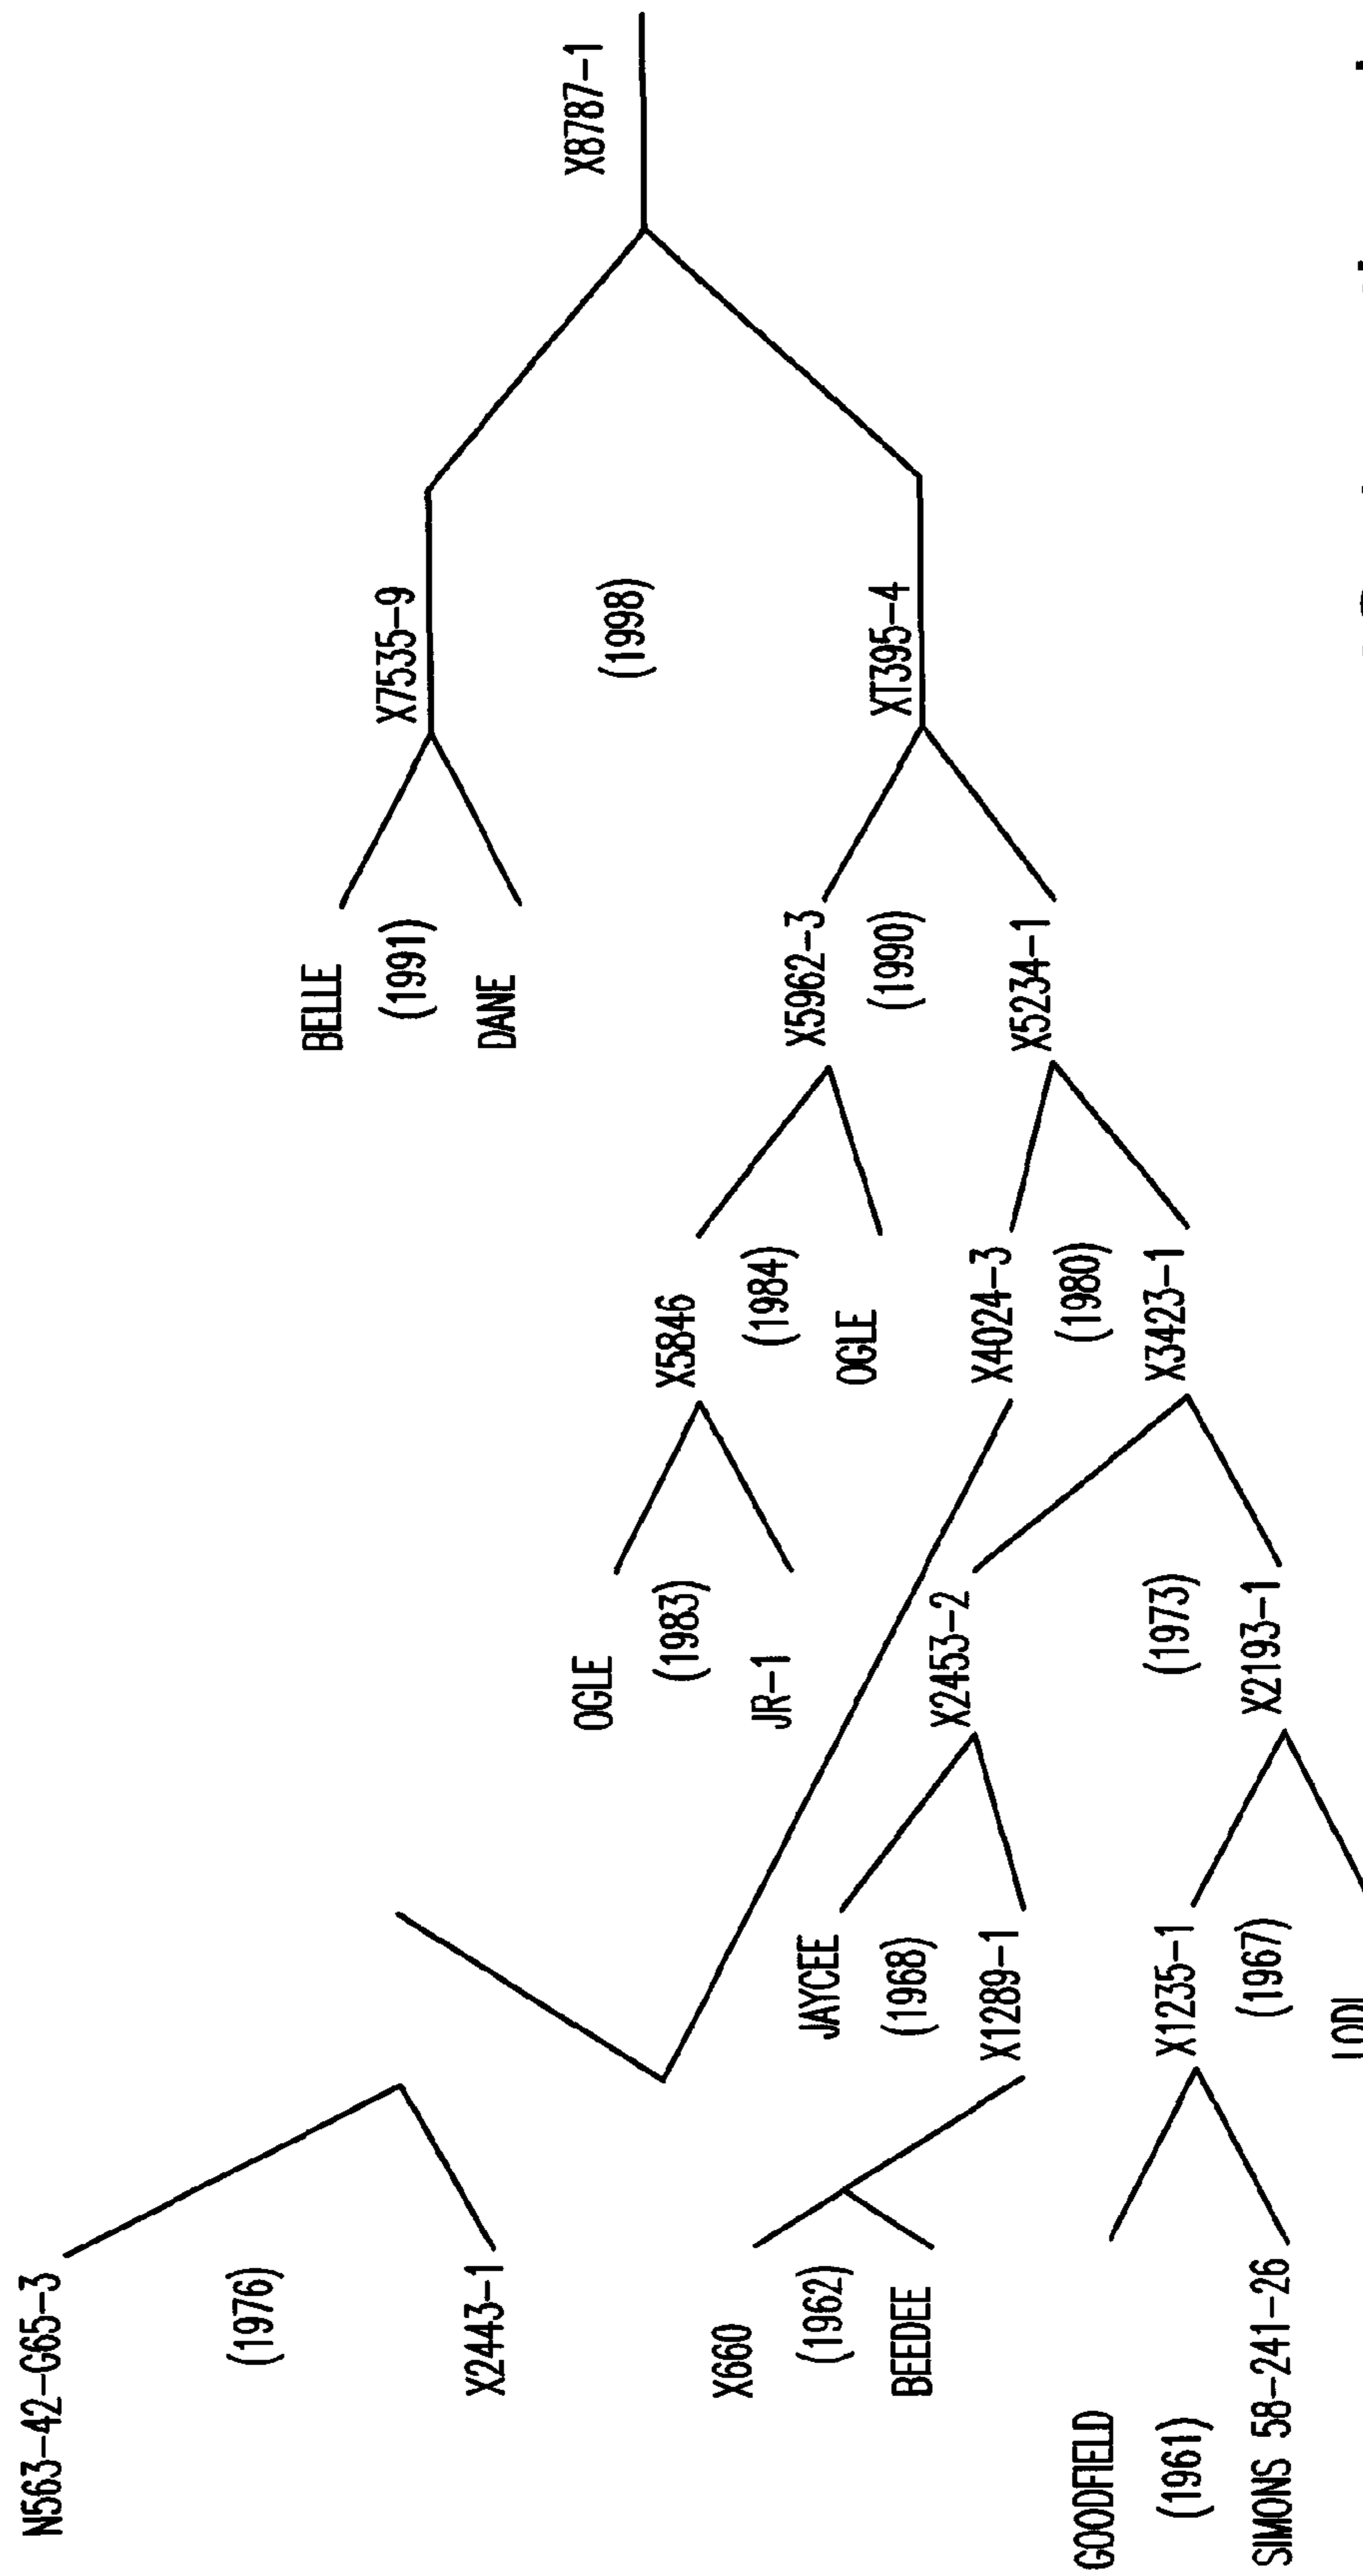 N563-42-G65-3
(1976)
X2443-1
X660
(1962)
BEEDEE
GOODFIELD
(1961)
SIMONS 58-241-26
JAYCEE
(1968)
X1289-1
X1235-1
(1967)
OGLE
(1983)
JR-1
X2453-2
(1973)
X2193-1
X5846
(1984)
OGLE
X4024-3
(1980)
X3423-1
BELLE
(1991)
DANE
X5962-3
(1990)
X5234-1
X7535-9
(1998)
XT395-4
X8787-1